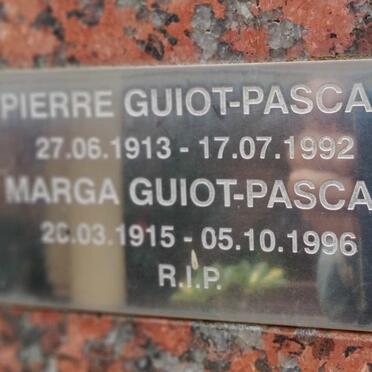 PIERRE GUIOT-PASCA
27.06.1913 - 17.07.1992
MARGA GUIOT-PASCA
20.03.1915 - 05.10.1996
R.I.P.